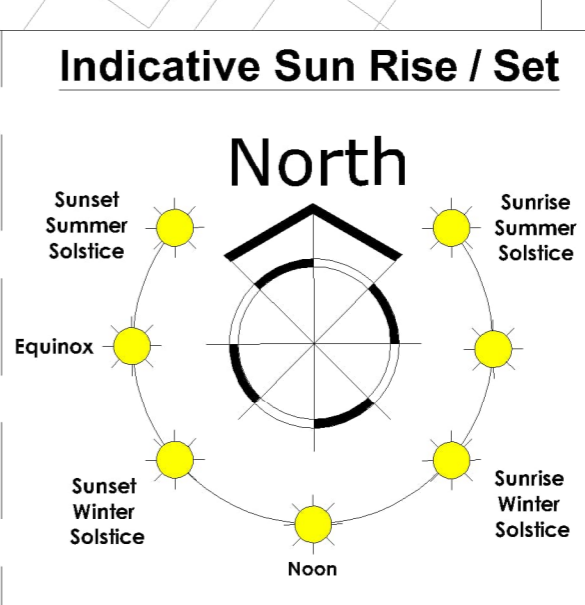 Indicative Sun Rise / Set
North
Sunset
Summer
Solstice
Sunrise
Summer
Solstice
Equinox
Sunset
Winter
Solstice
Sunrise
Winter
Solstice
Noon